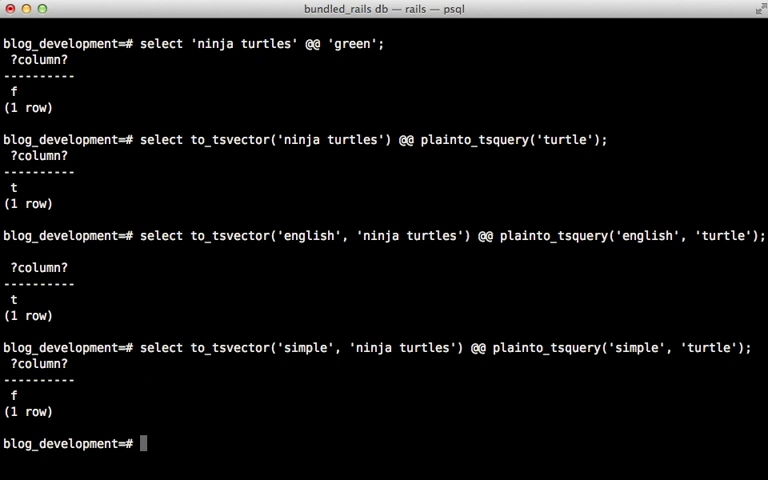 bundled_rails db — rails — psql
blog_development=# select 'ninja turtles' @@ 'green';
?column?
----------
f
(1 row)
blog_development=# select to_tsvector('ninja turtles') @@ plainto_tsquery('turtle');
?column?
----------
t
(1 row)
blog_development=# select to_tsvector('english', 'ninja turtles') @@ plainto_tsquery('english', 'turtle');
?column?
----------
t
(1 row)
blog_development=# select to_tsvector('simple', 'ninja turtles') @@ plainto_tsquery('simple', 'turtle');
?column?
----------
f
(1 row)
blog_development=#